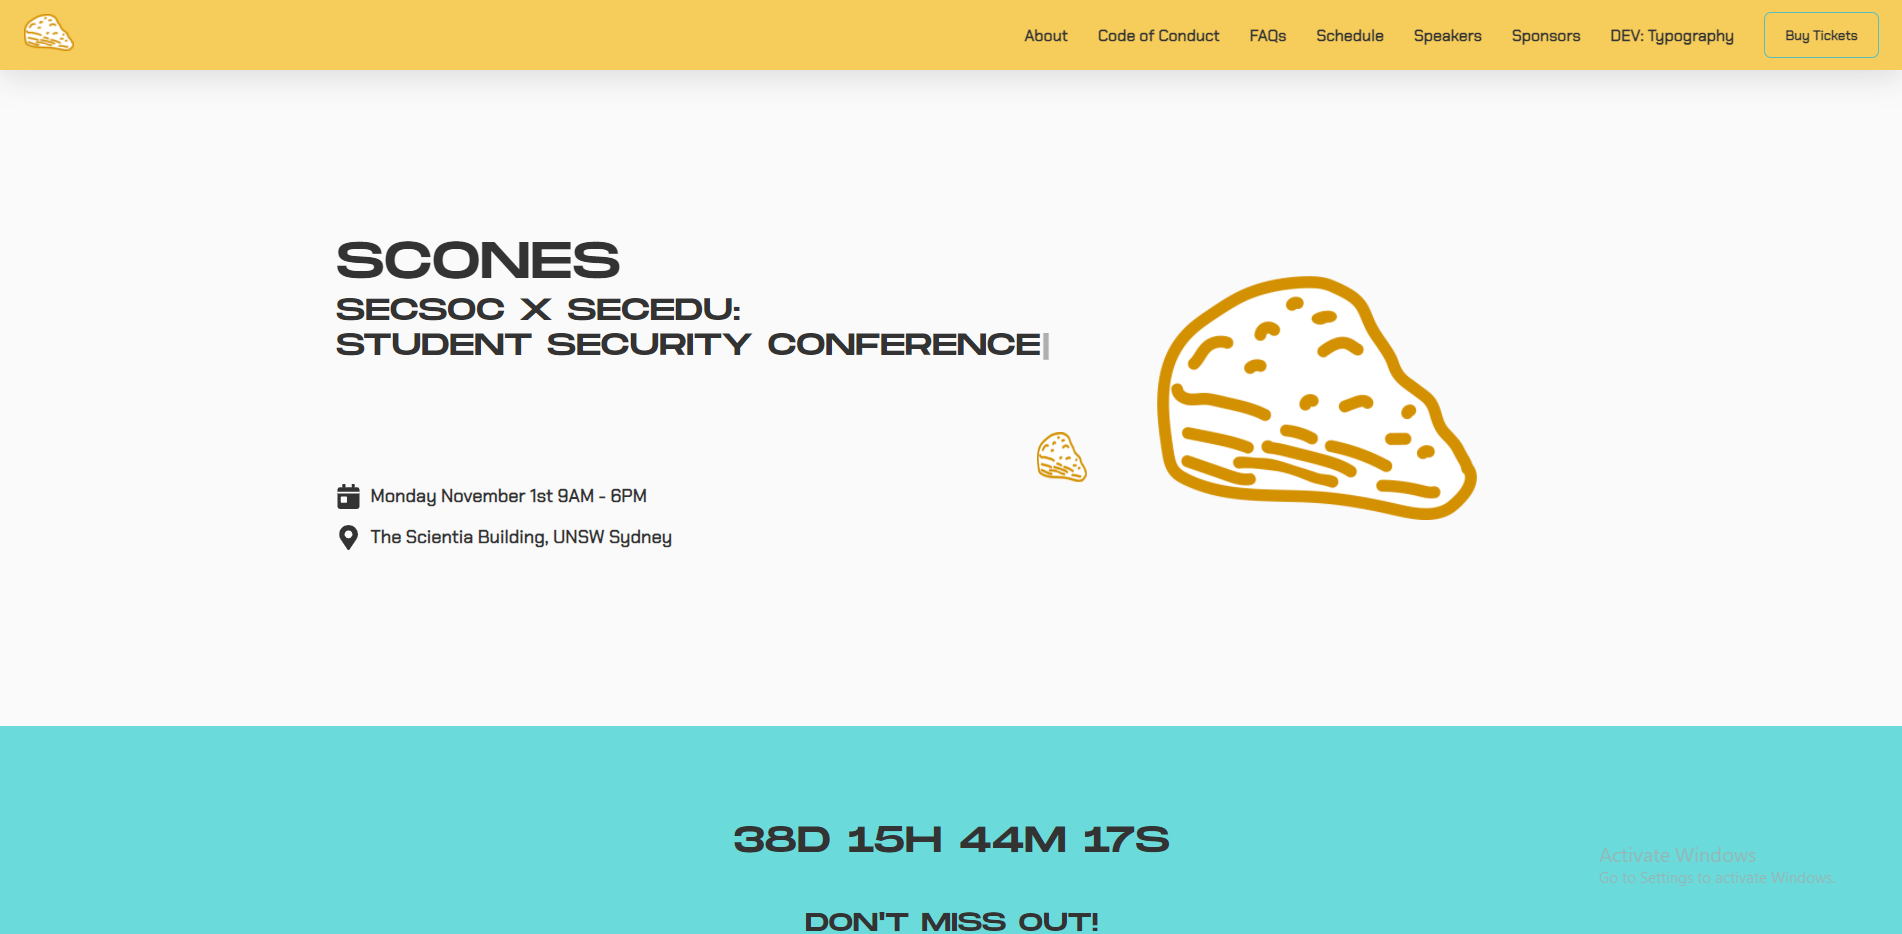 About Code of Conduct FAQs Schedule Speakers Sponsors DEV: Typography Buy Tickets
SCONES
SECSOC X SECEDU:
STUDENT SECURITY CONFERENCE
Monday November 1st 9AM - 6PM
The Scientia Building, UNSW Sydney
38D 15H 44M 17S
Activate Windows
Go to Settings to activate Windows.
DON'T MISS OUT!